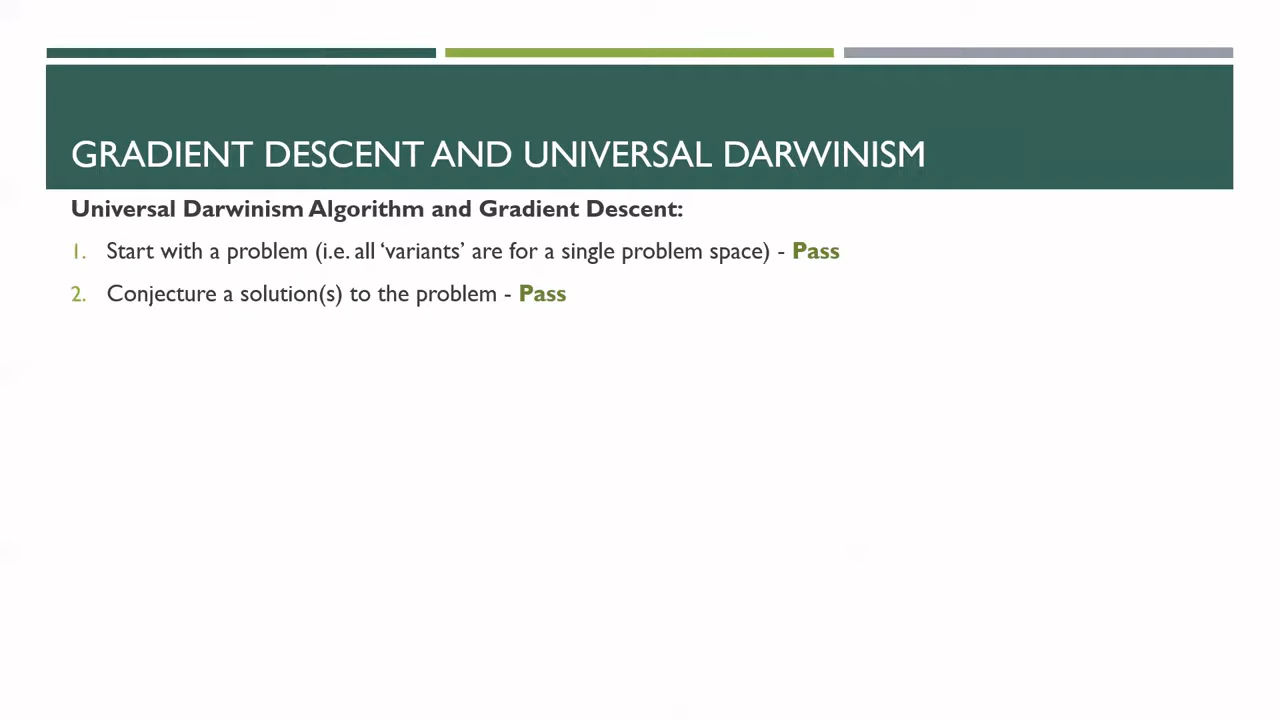 GRADIENT DESCENT AND UNIVERSAL DARWINISM
Universal Darwinism Algorithm and Gradient Descent:
1. Start with a problem (i.e. all ‘variants’ are for a single problem space) - Pass
2. Conjecture a solution(s) to the problem - Pass